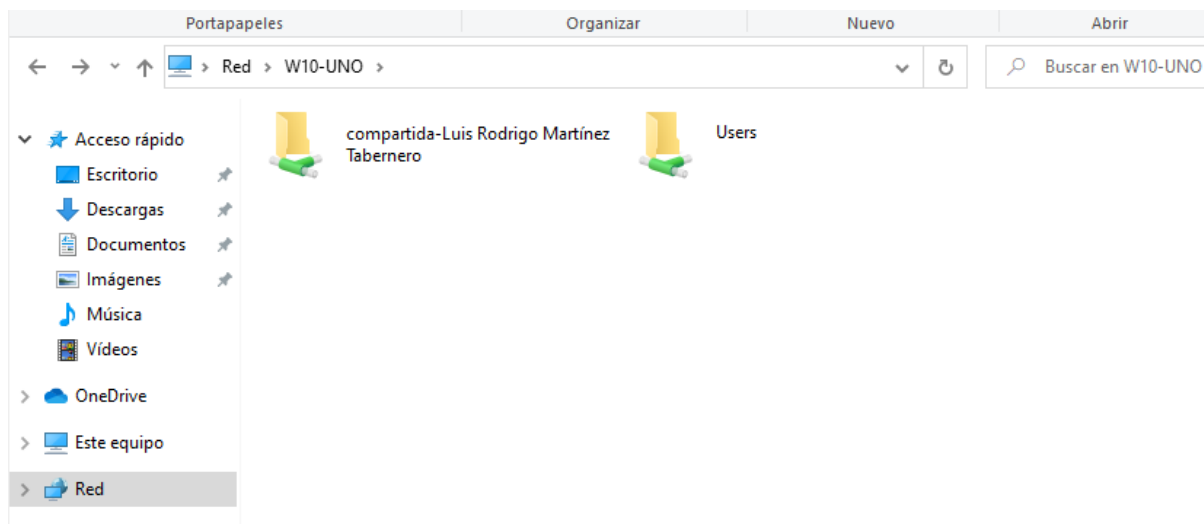 Portapapeles Organizar Nuevo Abrir
Red W10-UNO Buscar en W10-UNO
Acceso rápido
Escritorio
Descargas
Documentos
Imágenes
Música
Vídeos
OneDrive
Este equipo
Red
compartida-Luis Rodrigo Martínez
Tabernero
Users